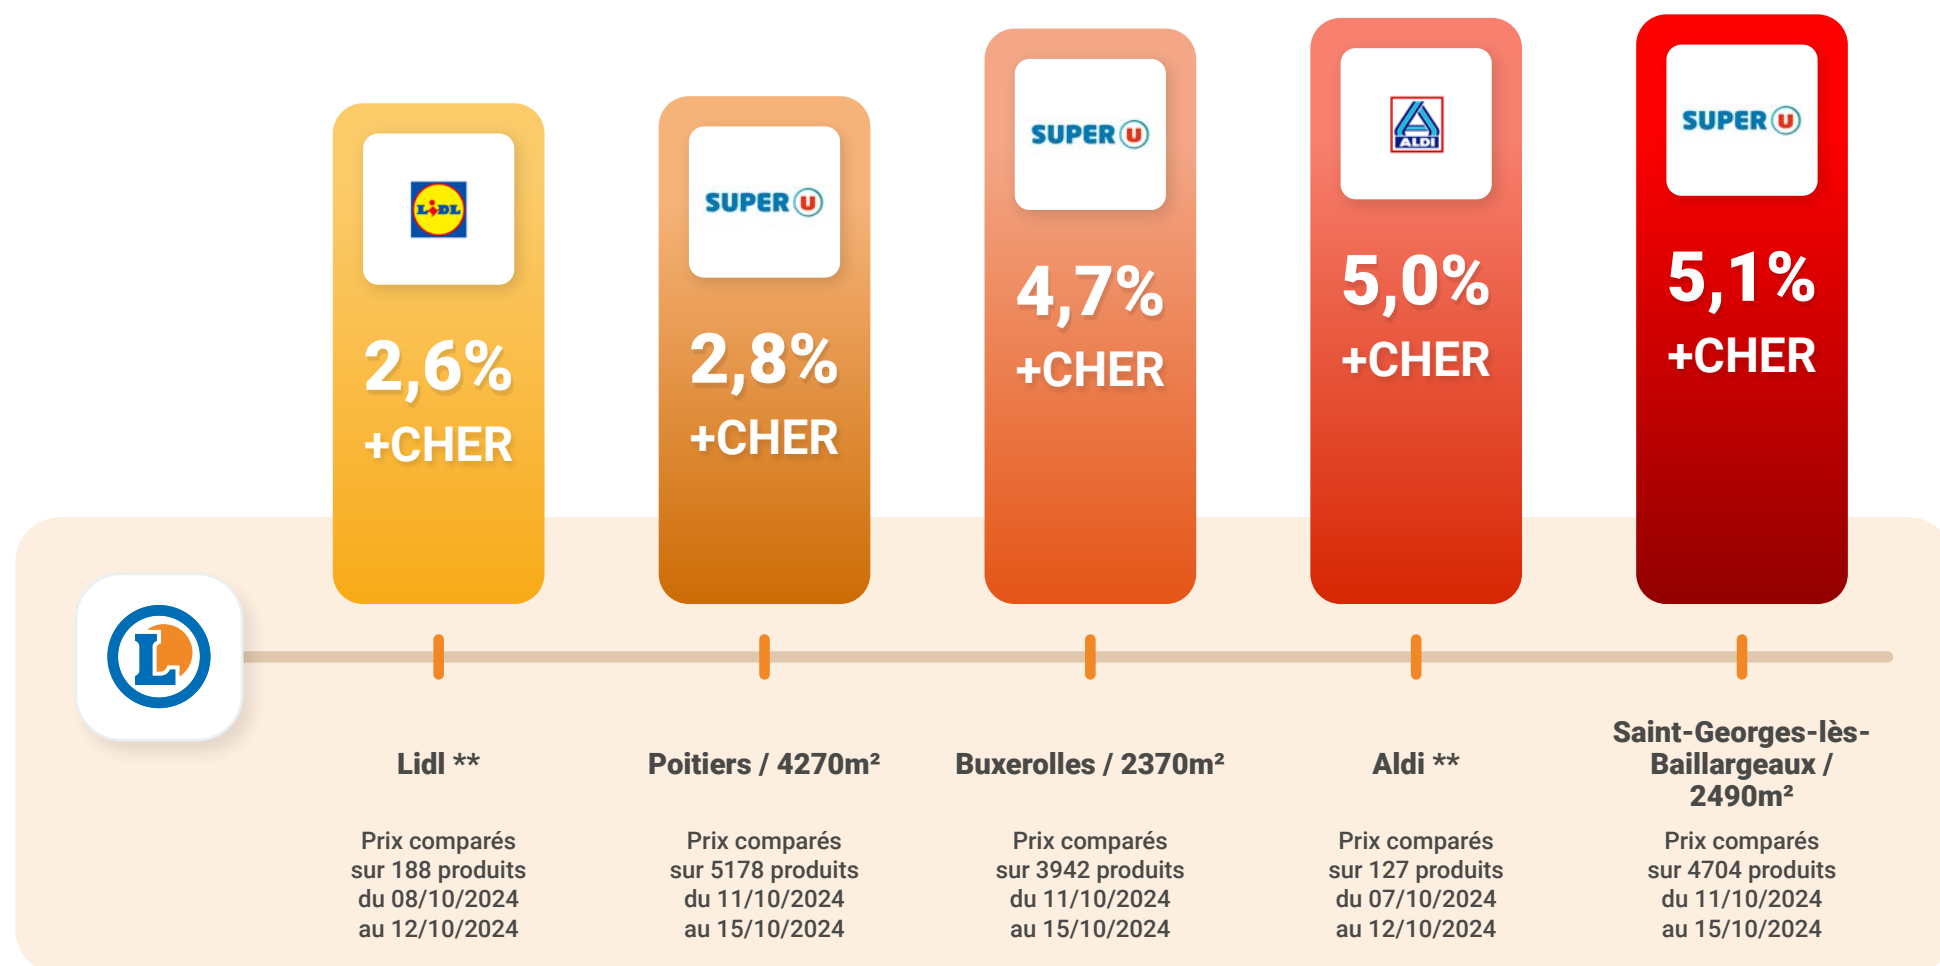 LiDL
2,6%
+CHER
SUPER U
2,8%
+CHER
SUPER U
4,7%
+CHER
ALDI
5,0%
+CHER
SUPER U
5,1%
+CHER
L
Lidl **
Prix comparés
sur 188 produits
du 08/10/2024
au 12/10/2024
Poitiers / 4270m²
Prix comparés
sur 5178 produits
du 11/10/2024
au 15/10/2024
Buxerolles / 2370m²
Prix comparés
sur 3942 produits
du 11/10/2024
au 15/10/2024
Aldi **
Prix comparés
sur 127 produits
du 07/10/2024
au 12/10/2024
Saint-Georges-lès-
Baillargeaux /
2490m²
Prix comparés
sur 4704 produits
du 11/10/2024
au 15/10/2024